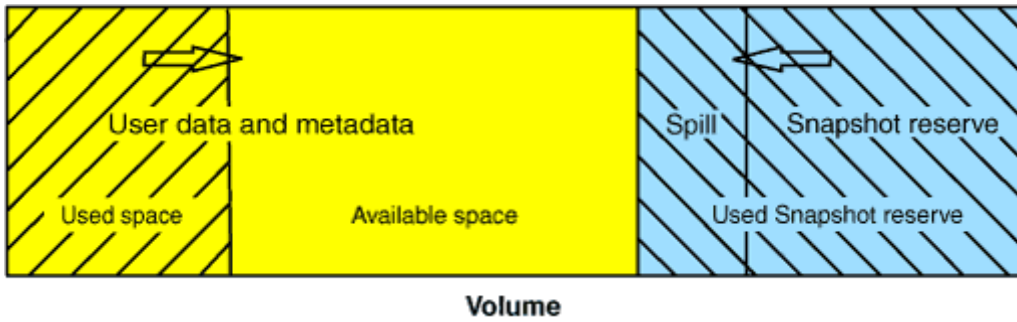 User data and metadata
Spill
Snapshot reserve
Used space
Available space
Used Snapshot reserve
Volume